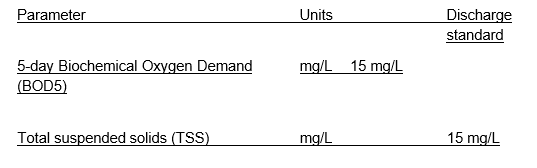 Parameter Units Discharge
standard
5-day Biochemical Oxygen Demand mg/L 15 mg/L
(BOD5)
Total suspended solids (TSS) mg/L 15 mg/L